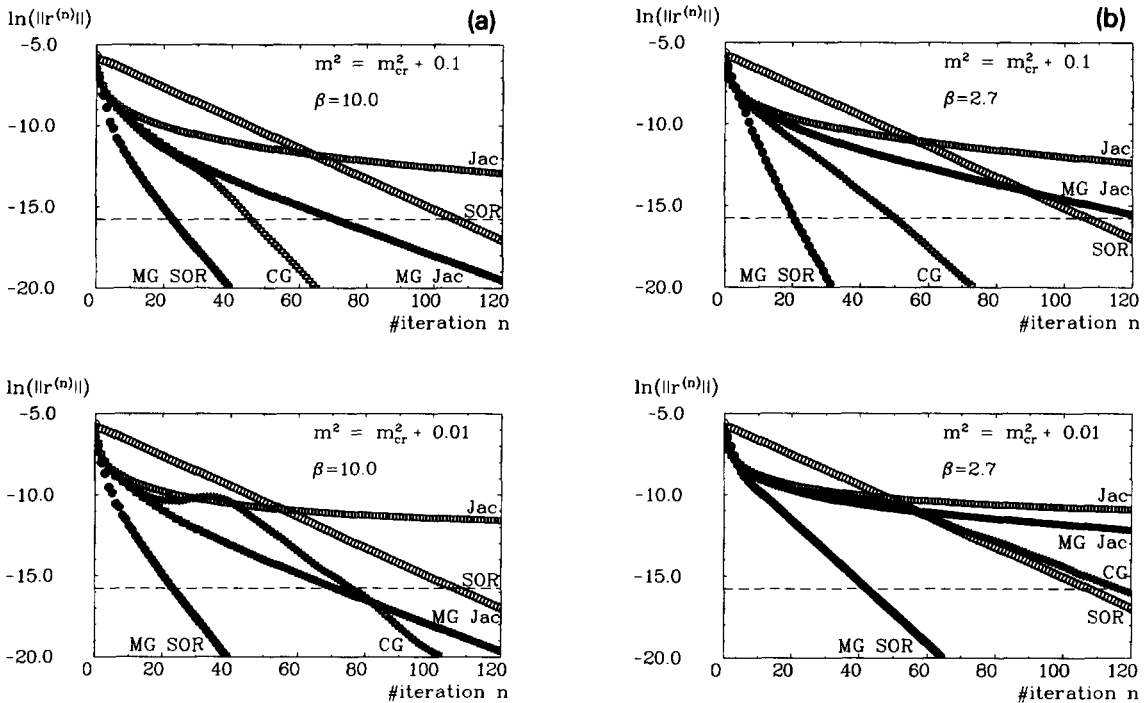 ln(||r⁽ⁿ⁾||)
(a)
-5.0
m² = m²cr + 0.1
β=10.0
-10.0
Jac
-15.0
SOR
MG SOR
CG
MG Jac
-20.0
0 20 40 60 80 100 120
#iteration n
ln(||r⁽ⁿ⁾||)
(b)
-5.0
m² = m²cr + 0.1
β=2.7
-10.0
Jac
MG Jac
-15.0
SOR
MG SOR
CG
-20.0
0 20 40 60 80 100 120
#iteration n
ln(||r⁽ⁿ⁾||)
-5.0
m² = m²cr + 0.01
β=10.0
-10.0
Jac
-15.0
SOR
MG Jac
MG SOR
CG
-20.0
0 20 40 60 80 100 120
#iteration n
ln(||r⁽ⁿ⁾||)
-5.0
m² = m²cr + 0.01
β=2.7
-10.0
Jac
MG Jac
-15.0
CG
SOR
MG SOR
-20.0
0 20 40 60 80 100 120
#iteration n